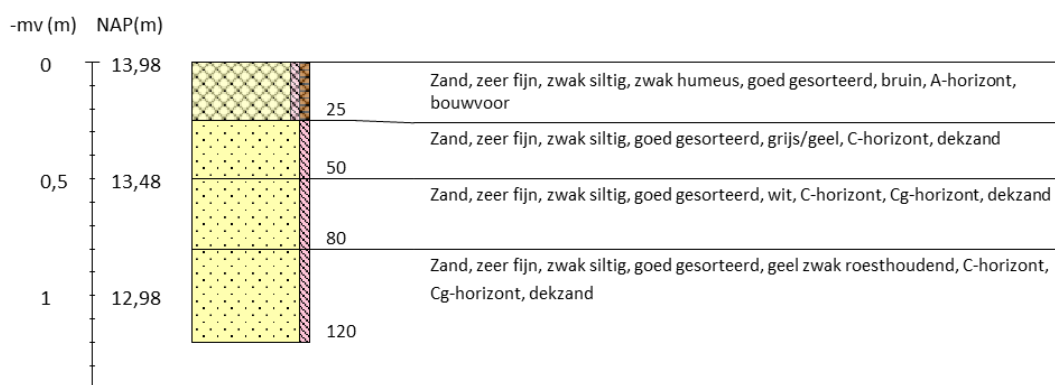 -mv (m) NAP(m)
0 13,98
Zand, zeer fijn, zwak siltig, zwak humeus, goed gesorteerd, bruin, A-horizont,
bouwvoor
25
Zand, zeer fijn, zwak siltig, goed gesorteerd, grijs/geel, C-horizont, dekzand
50
0,5 13,48
Zand, zeer fijn, zwak siltig, goed gesorteerd, wit, C-horizont, Cg-horizont, dekzand
80
Zand, zeer fijn, zwak siltig, goed gesorteerd, geel zwak roesthoudend, C-horizont,
Cg-horizont, dekzand
1 12,98
120